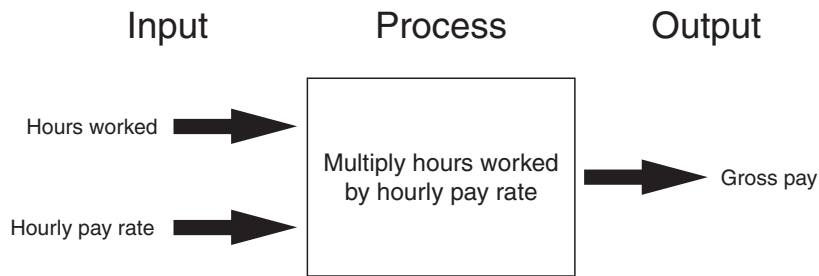 Input
Process
Output
Hours worked
Hourly pay rate
Multiply hours worked
by hourly pay rate
Gross pay